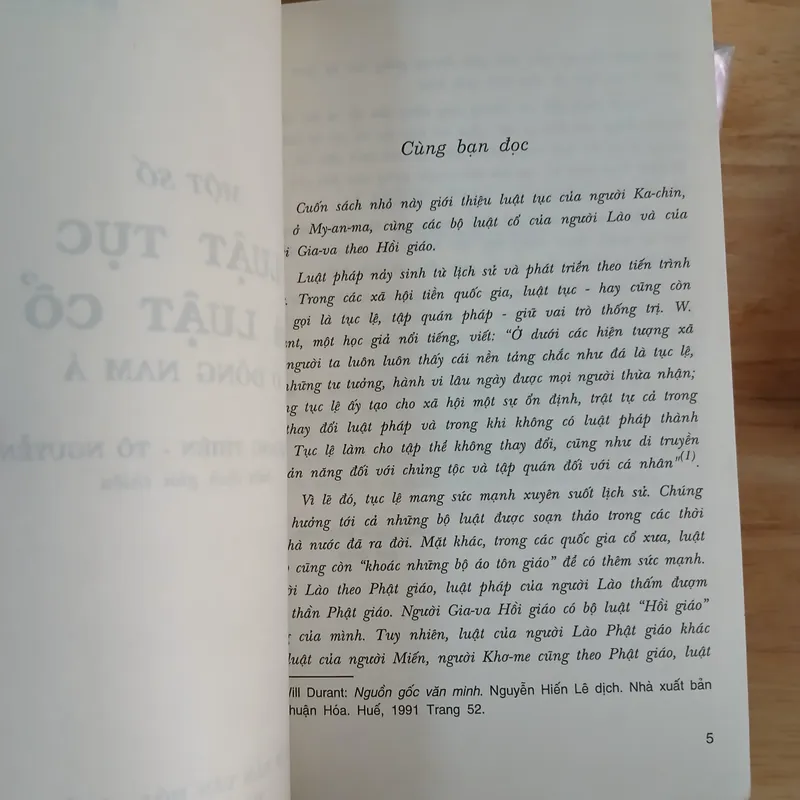 MỘT SỐ
LUẬT TỤC
LUẬT CỔ
ĐÔNG NAM Á
TÔ NGUYỄN
Cùng bạn đọc
Cuốn sách nhỏ này giới thiệu luật tục của người Ka-chin,
ở My-an-ma, cùng các bộ luật cổ của người Lào và của
Gia-va theo Hồi giáo.
Luật pháp nảy sinh từ lịch sử và phát triển theo tiến trình
Trong các xã hội tiền quốc gia, luật tục - hay cũng còn
gọi là tục lệ, tập quán pháp - giữ vai trò thống trị. W.
một học giả nổi tiếng, viết: "Ở dưới các hiện tượng xã
người ta luôn luôn thấy cái nền tảng chắc như đá là tục lệ,
những tư tưởng, hành vi lâu ngày được mọi người thừa nhận;
tục lệ ấy tạo cho xã hội một sự ổn định, trật tự cả trong
thay đổi luật pháp và trong khi không có luật pháp thành
Tục lệ làm cho tập thể không thay đổi, cũng như di truyền
năng đối với chủng tộc và tập quán đối với cá nhân"(1).
Vì lẽ đó, tục lệ mang sức mạnh xuyên suốt lịch sử. Chúng
hưởng tới cả những bộ luật được soạn thảo trong các thời
nhà nước đã ra đời. Mặt khác, trong các quốc gia cổ xưa, luật
cũng còn "khoác những bộ áo tôn giáo" để có thêm sức mạnh.
Lào theo Phật giáo, luật pháp của người Lào thấm đượm
thần Phật giáo. Người Gia-va Hồi giáo có bộ luật "Hồi giáo"
của mình. Tuy nhiên, luật của người Lào Phật giáo khác
luật của người Miến, người Khơ-me cũng theo Phật giáo, luật
Will Durant: Nguồn gốc văn minh. Nguyễn Hiến Lê dịch. Nhà xuất bản
Thuận Hóa. Huế, 1991 Trang 52.
5